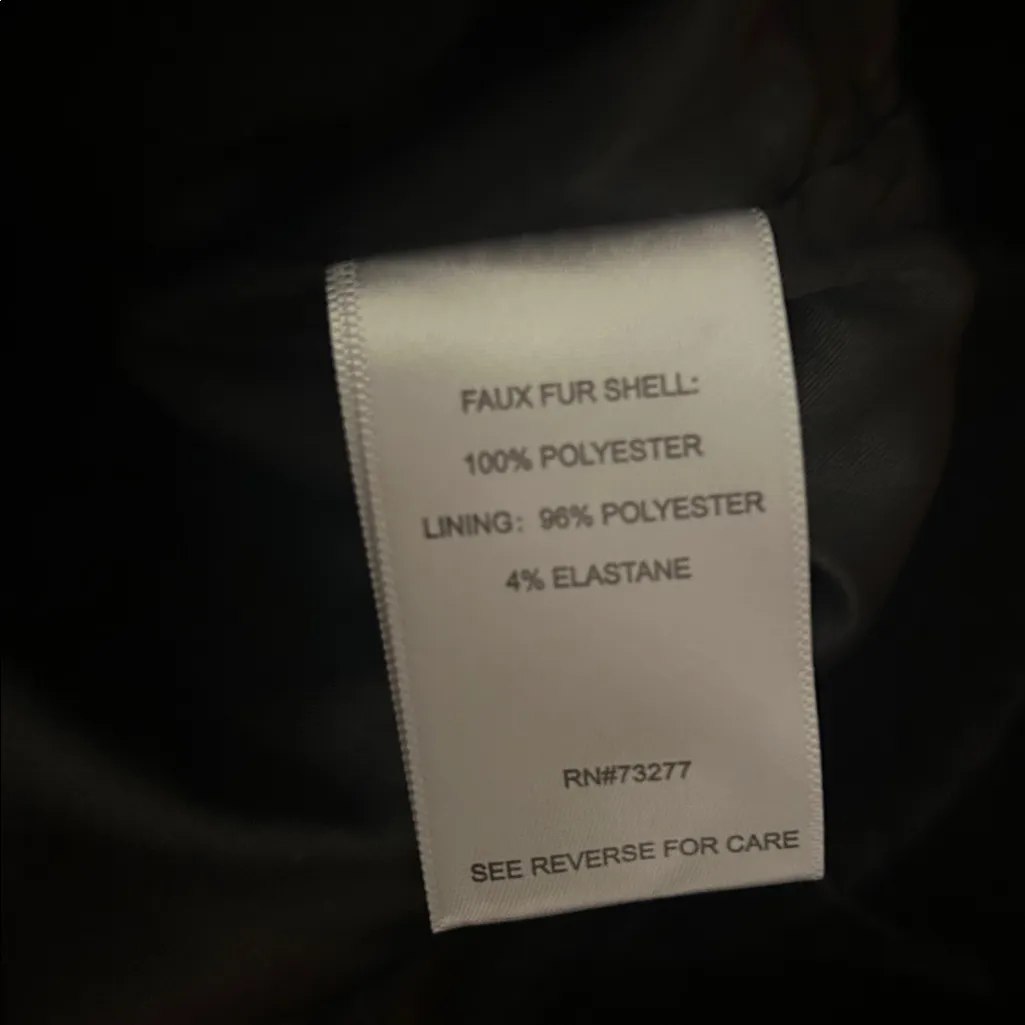 FAUX FUR SHELL:
100% POLYESTER
LINING: 96% POLYESTER
4% ELASTANE
RN#73277
SEE REVERSE FOR CARE